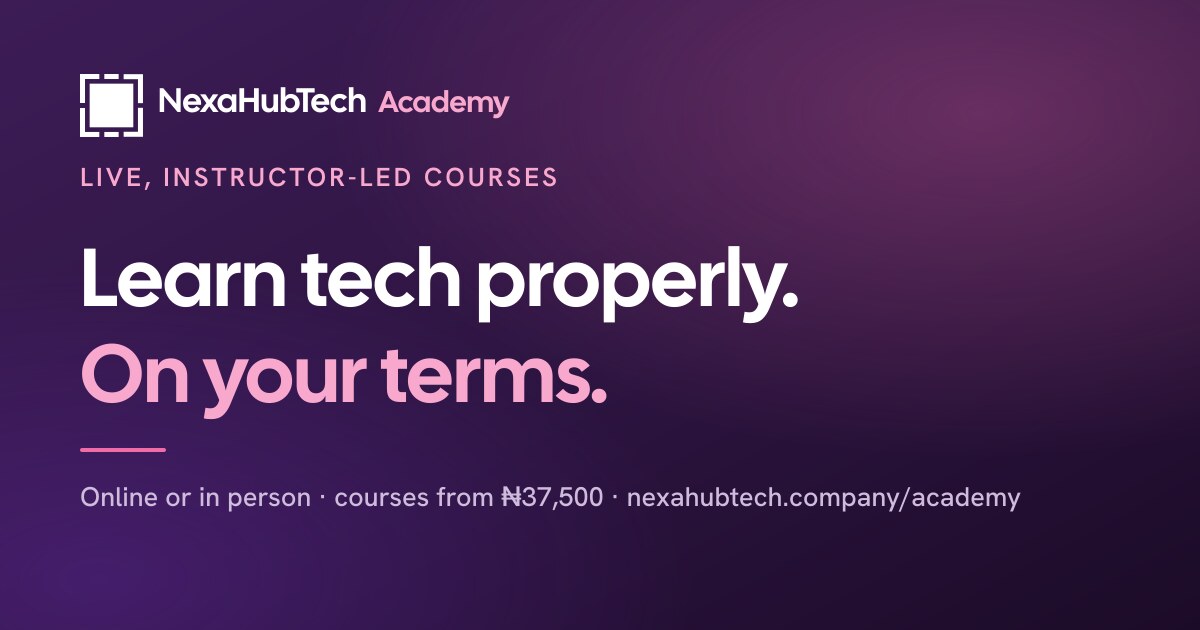 NexaHubTech Academy
LIVE, INSTRUCTOR-LED COURSES
Learn tech properly.
On your terms.
Online or in person · courses from ₦37,500 · nexahubtech.company/academy